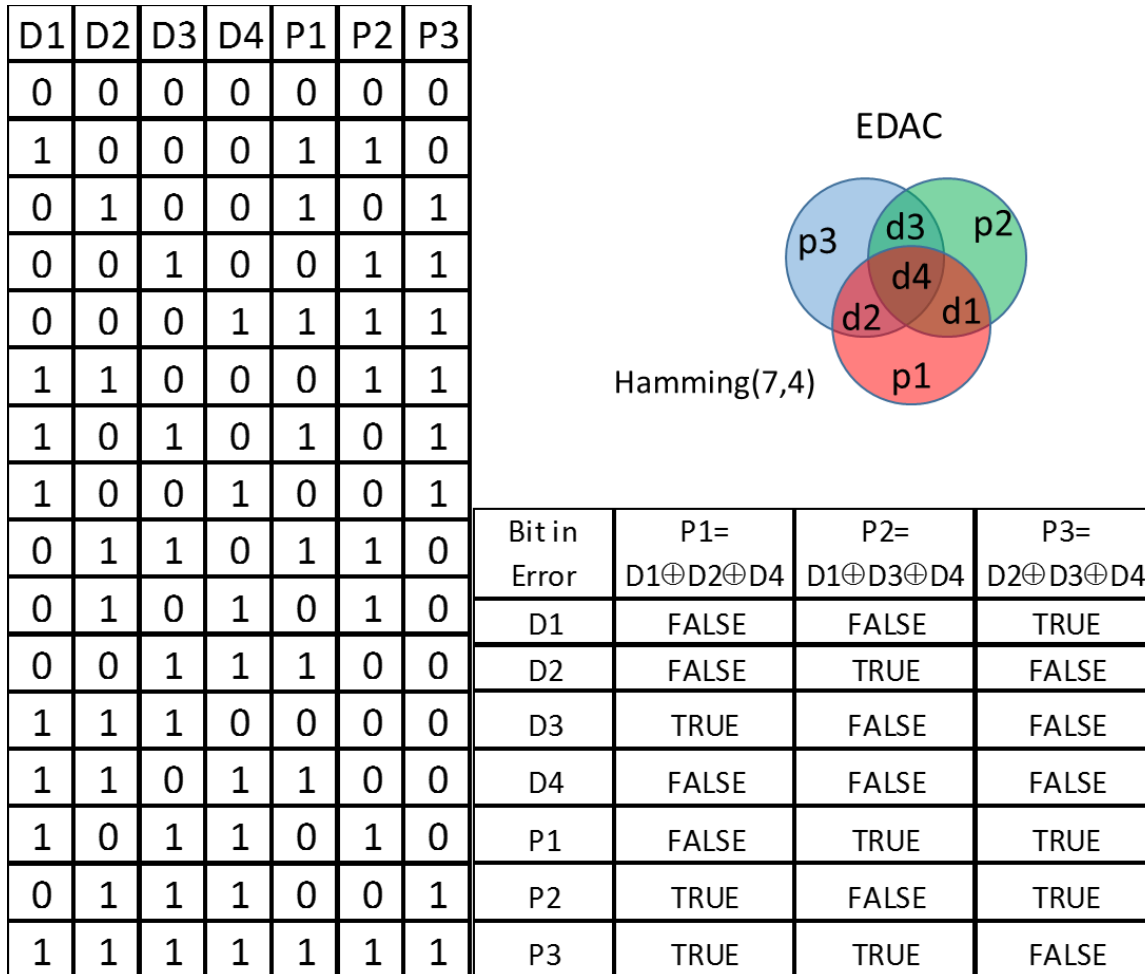 D1 D2 D3 D4 P1 P2 P3
0 0 0 0 0 0 0
1 0 0 0 1 1 0
0 1 0 0 1 0 1
0 0 1 0 0 1 1
0 0 0 1 1 1 1
1 1 0 0 0 1 1
1 0 1 0 1 0 1
1 0 0 1 0 0 1
0 1 1 0 1 1 0
0 1 0 1 0 1 0
0 0 1 1 1 0 0
1 1 1 0 0 0 0
1 1 0 1 1 0 0
1 0 1 1 0 1 0
0 1 1 1 0 0 1
1 1 1 1 1 1 1
EDAC
p3 d3 p2
d4
d2 d1
p1
Hamming(7,4)
Bit in P1= P2= P3=
Error D1⊕D2⊕D4 D1⊕D3⊕D4 D2⊕D3⊕D4
D1 FALSE FALSE TRUE
D2 FALSE TRUE FALSE
D3 TRUE FALSE FALSE
D4 FALSE FALSE FALSE
P1 FALSE TRUE TRUE
P2 TRUE FALSE TRUE
P3 TRUE TRUE FALSE